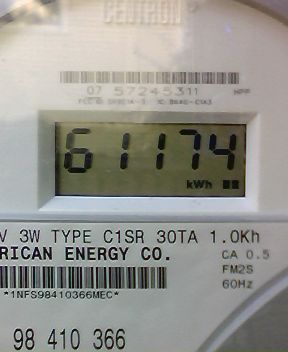 CENTRON
07 57245311 HPP
61174
kWh
V 3W TYPE C1SR 30TA 1.0Kh
RICAN ENERGY CO. CA 0.5
FM2S
*1NFS98410366MEC* 60Hz
98 410 366